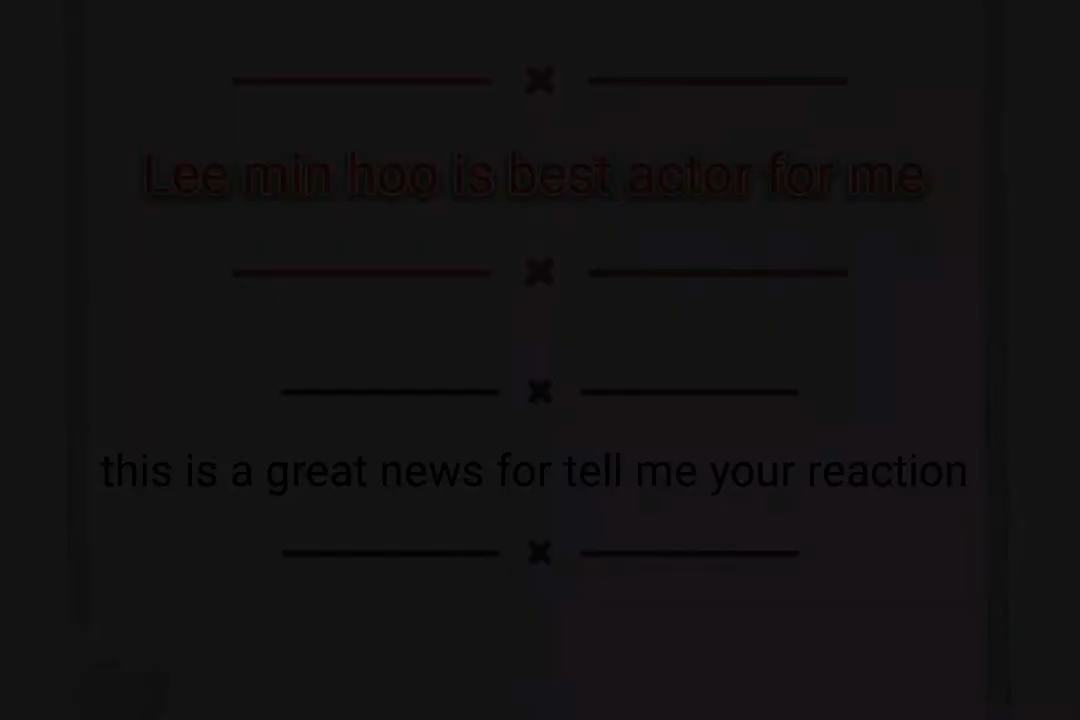 Lee min hoo is best actor for me
this is a great news for tell me your reaction